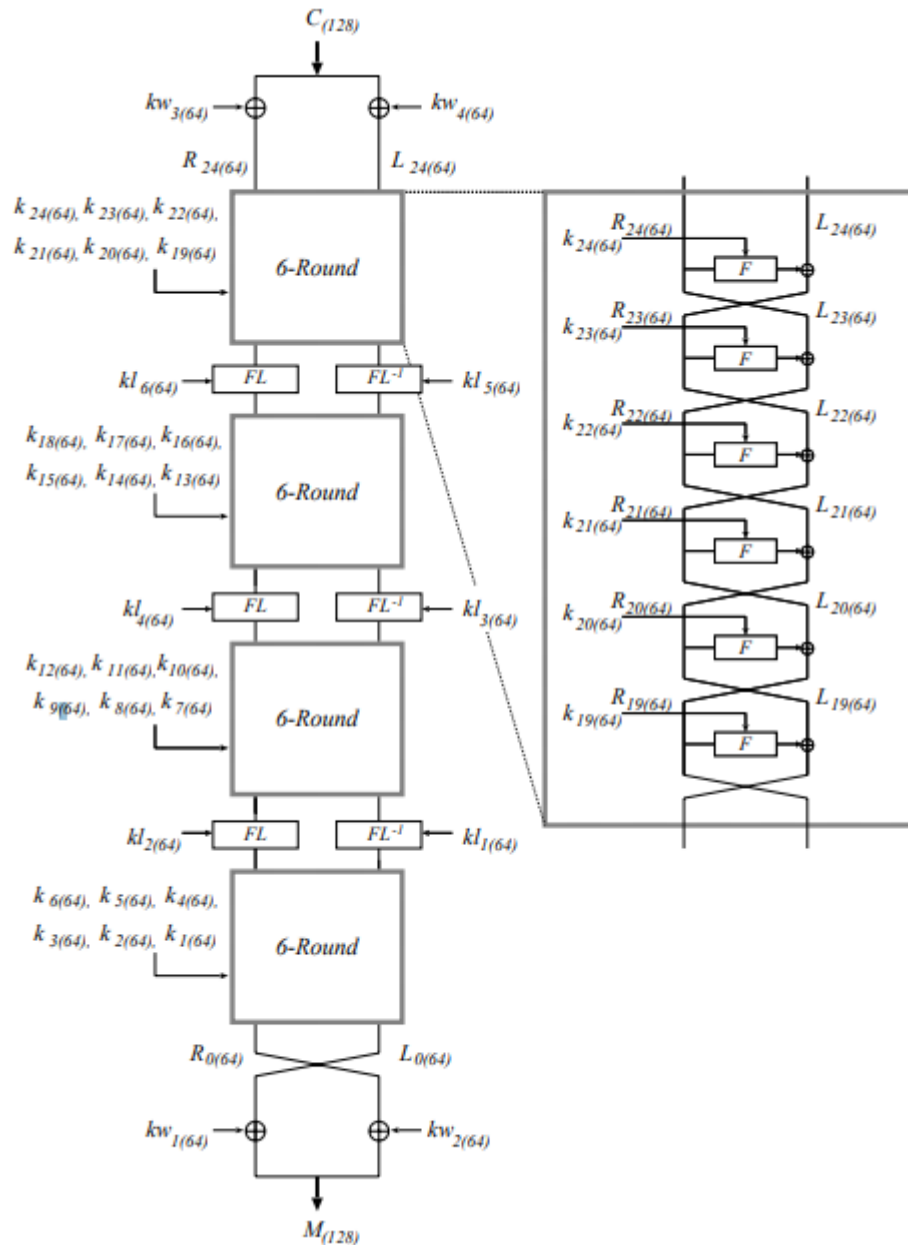 C(128)
kw3(64) kw4(64)
R24(64) L24(64)
k24(64), k23(64), k22(64),
k21(64), k20(64), k19(64)
6-Round
kl6(64) FL FL-1 kl5(64)
k18(64), k17(64), k16(64),
k15(64), k14(64), k13(64)
6-Round
kl4(64) FL FL-1 kl3(64)
k12(64), k11(64), k10(64),
k9(64), k8(64), k7(64)
6-Round
kl2(64) FL FL-1 kl1(64)
k6(64), k5(64), k4(64),
k3(64), k2(64), k1(64)
6-Round
R0(64) L0(64)
kw1(64) kw2(64)
M(128)
R24(64) L24(64)
k24(64) F
R23(64) L23(64)
k23(64) F
R22(64) L22(64)
k22(64) F
R21(64) L21(64)
k21(64) F
R20(64) L20(64)
k20(64) F
R19(64) L19(64)
k19(64) F